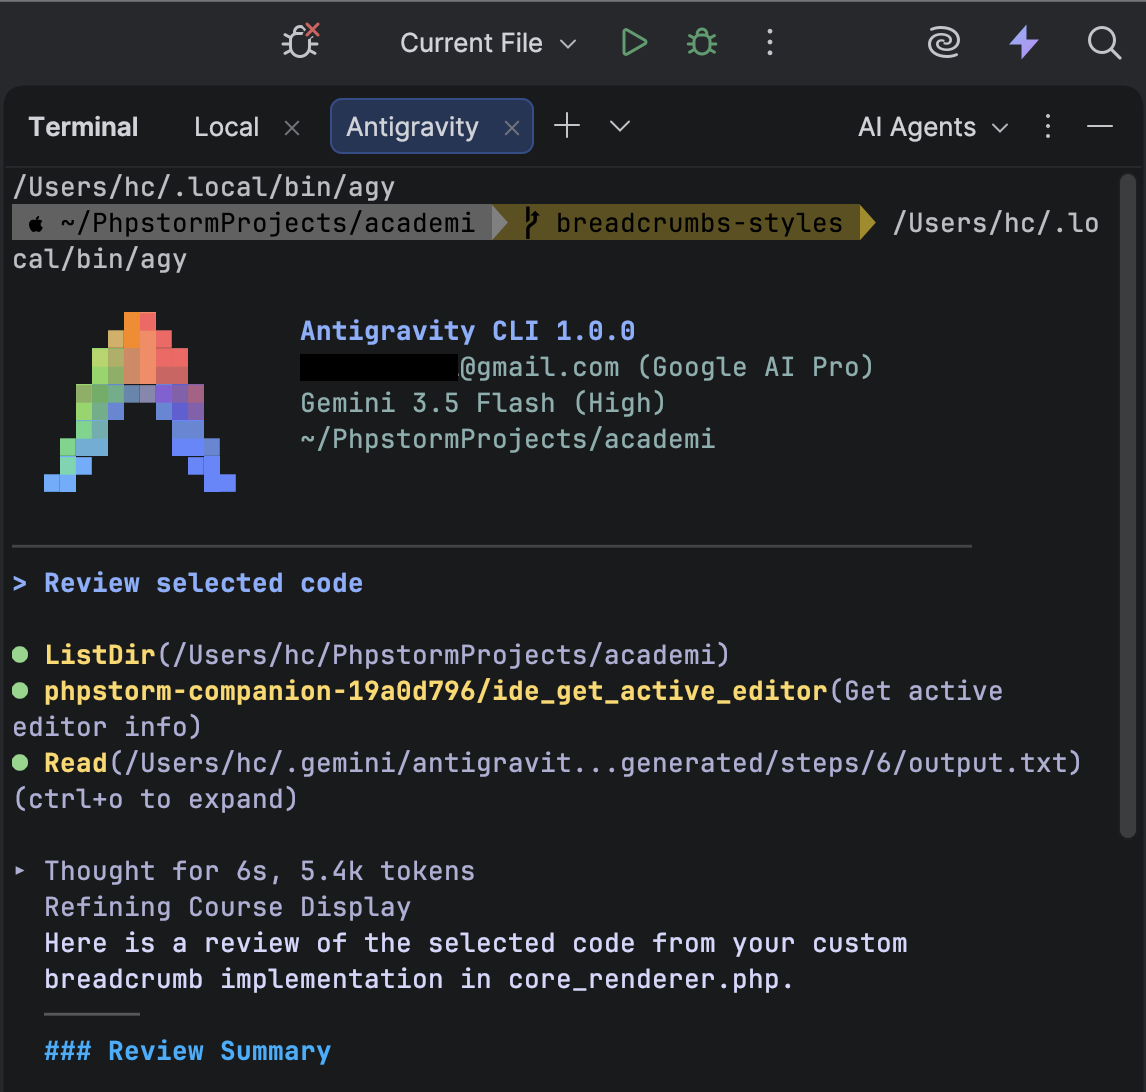 Current File
Terminal Local Antigravity AI Agents
/Users/hc/.local/bin/agy
~/PhpstormProjects/academi breadcrumbs-styles /Users/hc/.lo
cal/bin/agy
Antigravity CLI 1.0.0
@gmail.com (Google AI Pro)
Gemini 3.5 Flash (High)
~/PhpstormProjects/academi
> Review selected code
● ListDir(/Users/hc/PhpstormProjects/academi)
● phpstorm-companion-19a0d796/ide_get_active_editor(Get active
editor info)
● Read(/Users/hc/.gemini/antigravit...generated/steps/6/output.txt)
(ctrl+o to expand)
▸ Thought for 6s, 5.4k tokens
Refining Course Display
Here is a review of the selected code from your custom
breadcrumb implementation in core_renderer.php.
### Review Summary